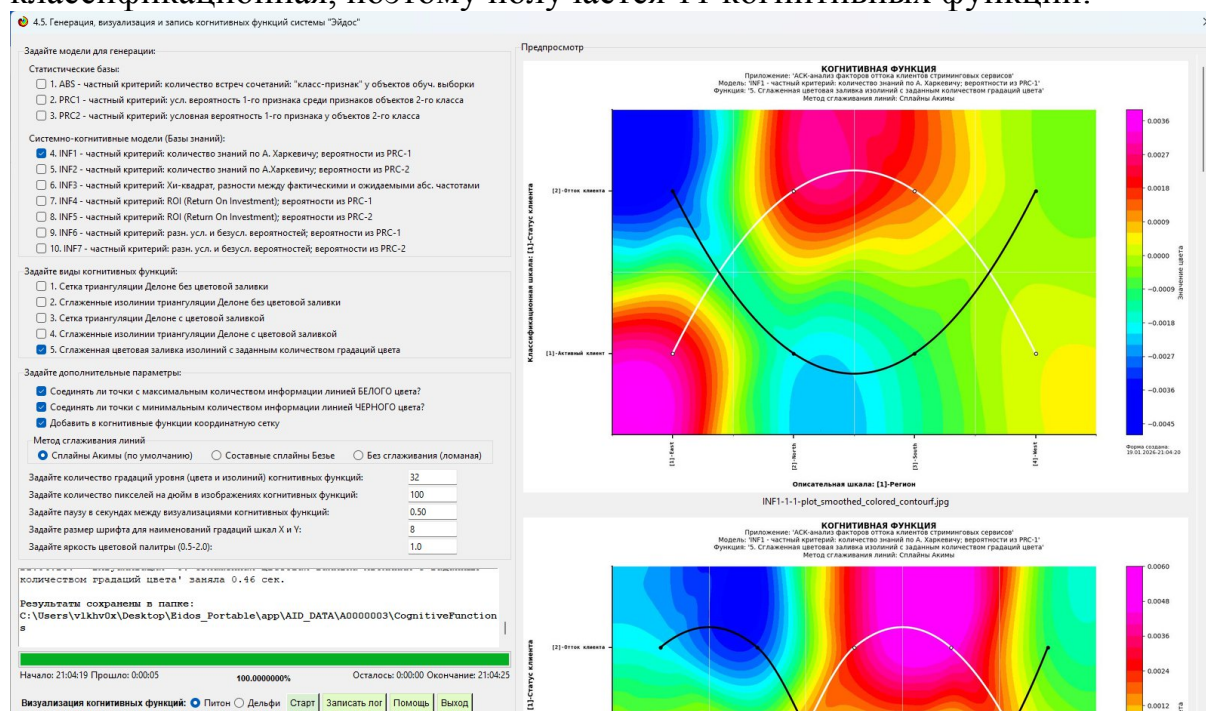 классификационная, поэтому получается 11 когнитивных функций.
4.5. Генерация, визуализация и запись когнитивных функций системы "Эйдос"
Задайте модели для генерации:
Статистические базы:
1. ABS - частный критерий: количество встреч сочетаний: "класс-признак" у объектов обуч. выборки
2. PRC1 - частный критерий: усл. вероятность 1-го признака среди признаков объектов 2-го класса
3. PRC2 - частный критерий: условная вероятность 1-го признака у объектов 2-го класса
Системно-когнитивные модели (Базы знаний):
4. INF1 - частный критерий: количество знаний по А. Харкевичу; вероятности из PRC-1
5. INF2 - частный критерий: количество знаний по А.Харкевичу; вероятности из PRC-2
6. INF3 - частный критерий: Хи-квадрат, разности между фактическими и ожидаемыми абс. частотами
7. INF4 - частный критерий: ROI (Return On Investment); вероятности из PRC-1
8. INF5 - частный критерий: ROI (Return On Investment); вероятности из PRC-2
9. INF6 - частный критерий: разн. усл. и безусл. вероятностей; вероятности из PRC-1
10. INF7 - частный критерий: разн. усл. и безусл. вероятностей; вероятности из PRC-2
Задайте виды когнитивных функций:
1. Сетка триангуляции Делоне без цветовой заливки
2. Сглаженные изолинии триангуляции Делоне без цветовой заливки
3. Сетка триангуляции Делоне с цветовой заливкой
4. Сглаженные изолинии триангуляции Делоне с цветовой заливкой
5. Сглаженная цветовая заливка изолиний с заданным количеством градаций цвета
Задайте дополнительные параметры:
Соединять ли точки с максимальным количеством информации линией БЕЛОГО цвета?
Соединять ли точки с минимальным количеством информации линией ЧЕРНОГО цвета?
Добавить в когнитивные функции координатную сетку
Метод сглаживания линий
Сплайны Акимы (по умолчанию) Составные сплайны Безье Без сглаживания (ломаная)
Задайте количество градаций уровня (цвета и изолиний) когнитивных функций: 32
Задайте количество пикселей на дюйм в изображениях когнитивных функций: 100
Задайте паузу в секундах между визуализациями когнитивных функций: 0.50
Задайте размер шрифта для наименований градаций шкал X и Y: 8
Задайте яркость цветовой палитры (0.5-2.0): 1.0
количеством градаций цвета' заняла 0.46 сек.
Результаты сохранены в папке:
C:\Users\vlkhv0x\Desktop\Eidos_Portable\app\AID_DATA\A0000003\CognitiveFunction
s
Начало: 21:04:19 Прошло: 0:00:05 100.0000000% Осталось: 0:00:00 Окончание: 21:04:25
Визуализация когнитивных функций: Питон Дельфи Старт Записать лог Помощь Выход
Предпросмотр
КОГНИТИВНАЯ ФУНКЦИЯ
Приложение: 'АСК-анализ факторов оттока клиентов стриминговых сервисов'
Модель: 'INF1 - частный критерий: количество знаний по А. Харкевичу; вероятности из PRC-1'
Функция: '5. Сглаженная цветовая заливка изолиний с заданным количеством градаций цвета'
Метод сглаживания линий: Сплайны Акимы
Классификационная шкала: [1]-Статус клиента
[2]-Отток клиента
[1]-Активный клиент
[1]-East
[2]-North
[3]-South
[4]-West
Описательная шкала: [1]-Регион
0.0036
0.0027
0.0018
0.0009
0.0000
−0.0009
−0.0018
−0.0027
−0.0036
−0.0045
Значение цвета
Форма создана:
19.01.2026-21:04:20
INF1-1-1-plot_smoothed_colored_contourf.jpg
КОГНИТИВНАЯ ФУНКЦИЯ
Приложение: 'АСК-анализ факторов оттока клиентов стриминговых сервисов'
Модель: 'INF1 - частный критерий: количество знаний по А. Харкевичу; вероятности из PRC-1'
Функция: '5. Сглаженная цветовая заливка изолиний с заданным количеством градаций цвета'
Метод сглаживания линий: Сплайны Акимы
[1]-Статус клиента
[2]-Отток клиента
0.0060
0.0048
0.0036
0.0024
0.0012